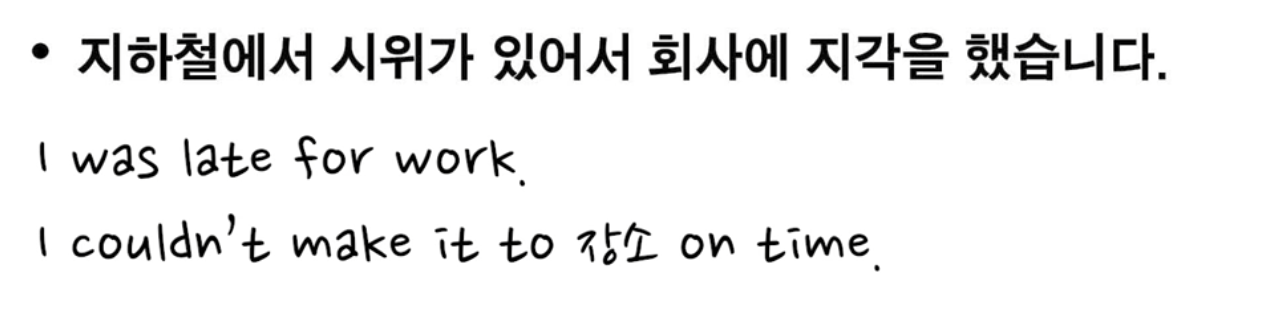 • 지하철에서 시위가 있어서 회사에 지각을 했습니다.
I was late for work.
I couldn't make it to 장소 on time.